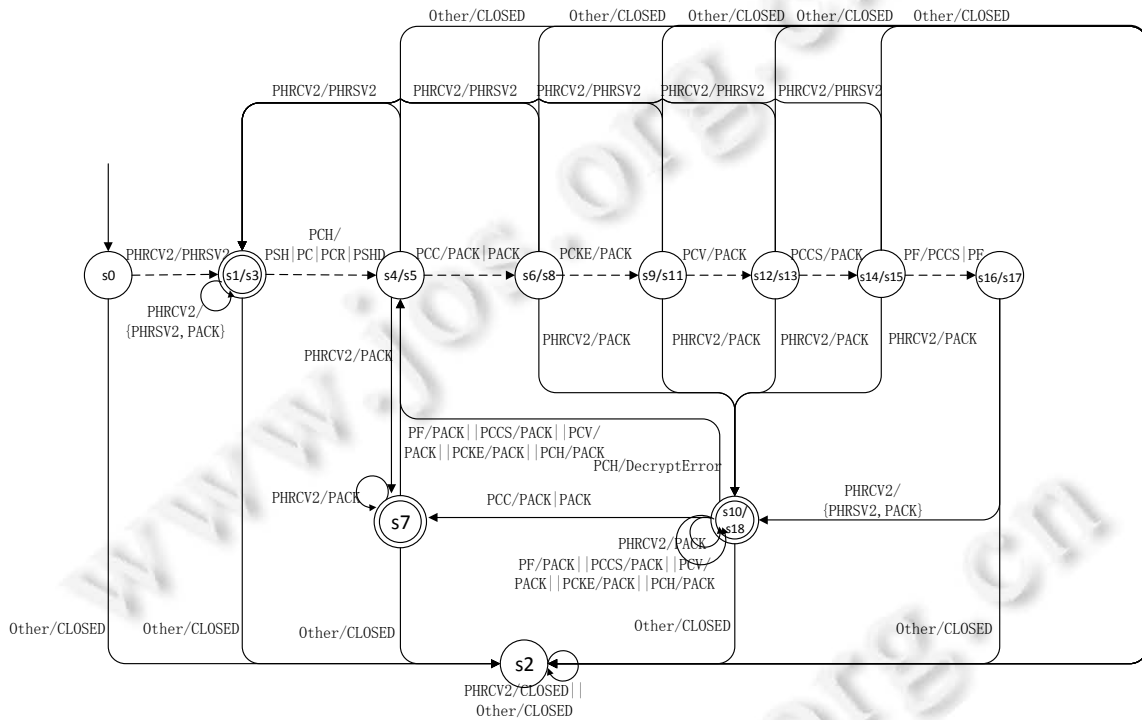 Other/CLOSED Other/CLOSED Other/CLOSED Other/CLOSED Other/CLOSED
PHRCV2/PHRSV2 PHRCV2/PHRSV2 PHRCV2/PHRSV2 PHRCV2/PHRSV2 PHRCV2/PHRSV2
PCH/
PHRCV2/PHRSV2 PSH|PC|PCR|PSHD PCC/PACK|PACK PCKE/PACK PCV/PACK PCCS/PACK PF/PCCS|PF
s0 s1/s3 s4/s5 s6/s8 s9/s11 s12/s13 s14/s15 s16/s17
PHRCV2/
{PHRSV2,PACK}
PHRCV2/PACK PHRCV2/PACK PHRCV2/PACK PHRCV2/PACK
PHRCV2/PACK
PF/PACK||PCCS/PACK||PCV/
PACK||PCKE/PACK||PCH/PACK
PCH/DecryptError
PHRCV2/PACK
PCC/PACK|PACK
PHRCV2/
{PHRSV2,PACK}
s7
s10/
s18
PHRCV2/PACK
PF/PACK||PCCS/PACK||PCV/
PACK||PCKE/PACK||PCH/PACK
Other/CLOSED Other/CLOSED Other/CLOSED Other/CLOSED Other/CLOSED
s2
PHRCV2/CLOSED||
Other/CLOSED
www.jos.org.cn
org.cn